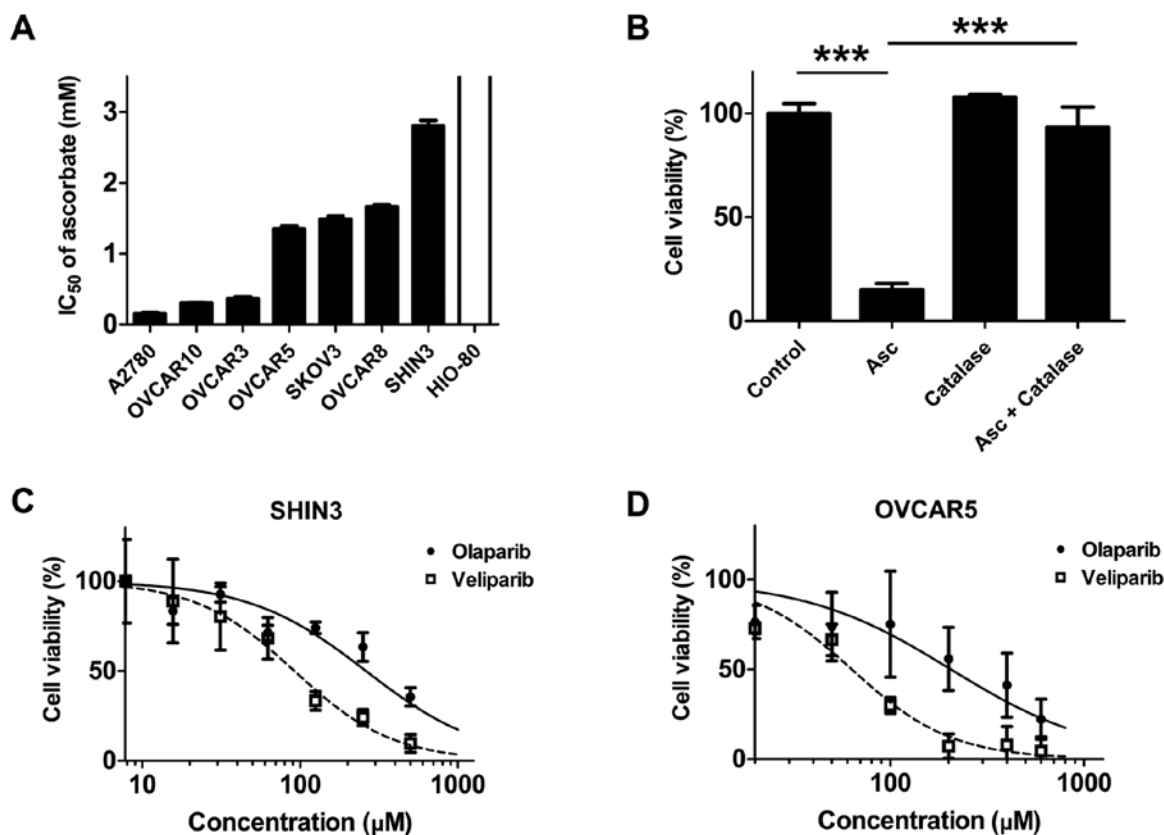 A
IC50 of ascorbate (mM)
3
2
1
0
A2780
OVCAR10
OVCAR3
OVCAR5
SKOV3
OVCAR8
SHIN3
HIO-80
B
***
***
Cell viability (%)
100
50
0
Control
Asc
Catalase
Asc + Catalase
C
SHIN3
Olaparib
Veliparib
Cell viability (%)
100
50
0
10
100
1000
Concentration (µM)
D
OVCAR5
Olaparib
Veliparib
Cell viability (%)
100
50
0
100
1000
Concentration (µM)